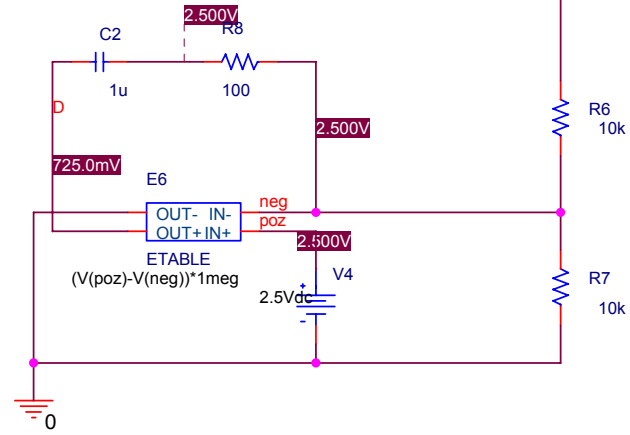 2.500V
C2
R8
1u
100
D
2.500V
R6
10k
725.0mV
E6
neg
OUT- IN-
poz
OUT+ IN+
2.500V
ETABLE
V4
R7
(V(poz)-V(neg))*1meg
2.5Vdc
10k
0